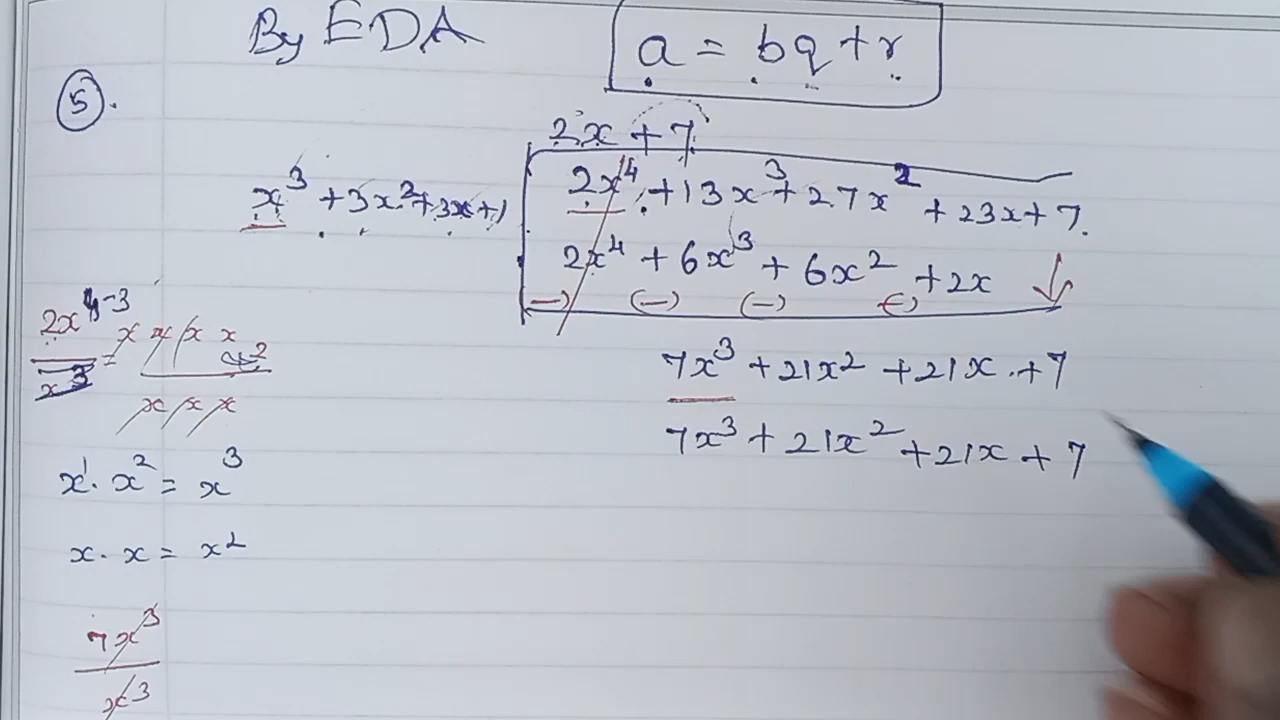 By EDA
a = bq + r
5.
2x + 7
x³ + 3x² + 3x + 1
2x⁴ + 13x³ + 27x² + 23x + 7
2x⁴ + 6x³ + 6x² + 2x
(-) (-) (-) (-)
7x³ + 21x² + 21x + 7
7x³ + 21x² + 21x + 7
2x⁴⁻³
x³
=
x x x x
x x x
x¹ · x² = x³
x · x = x²
7x³
x³